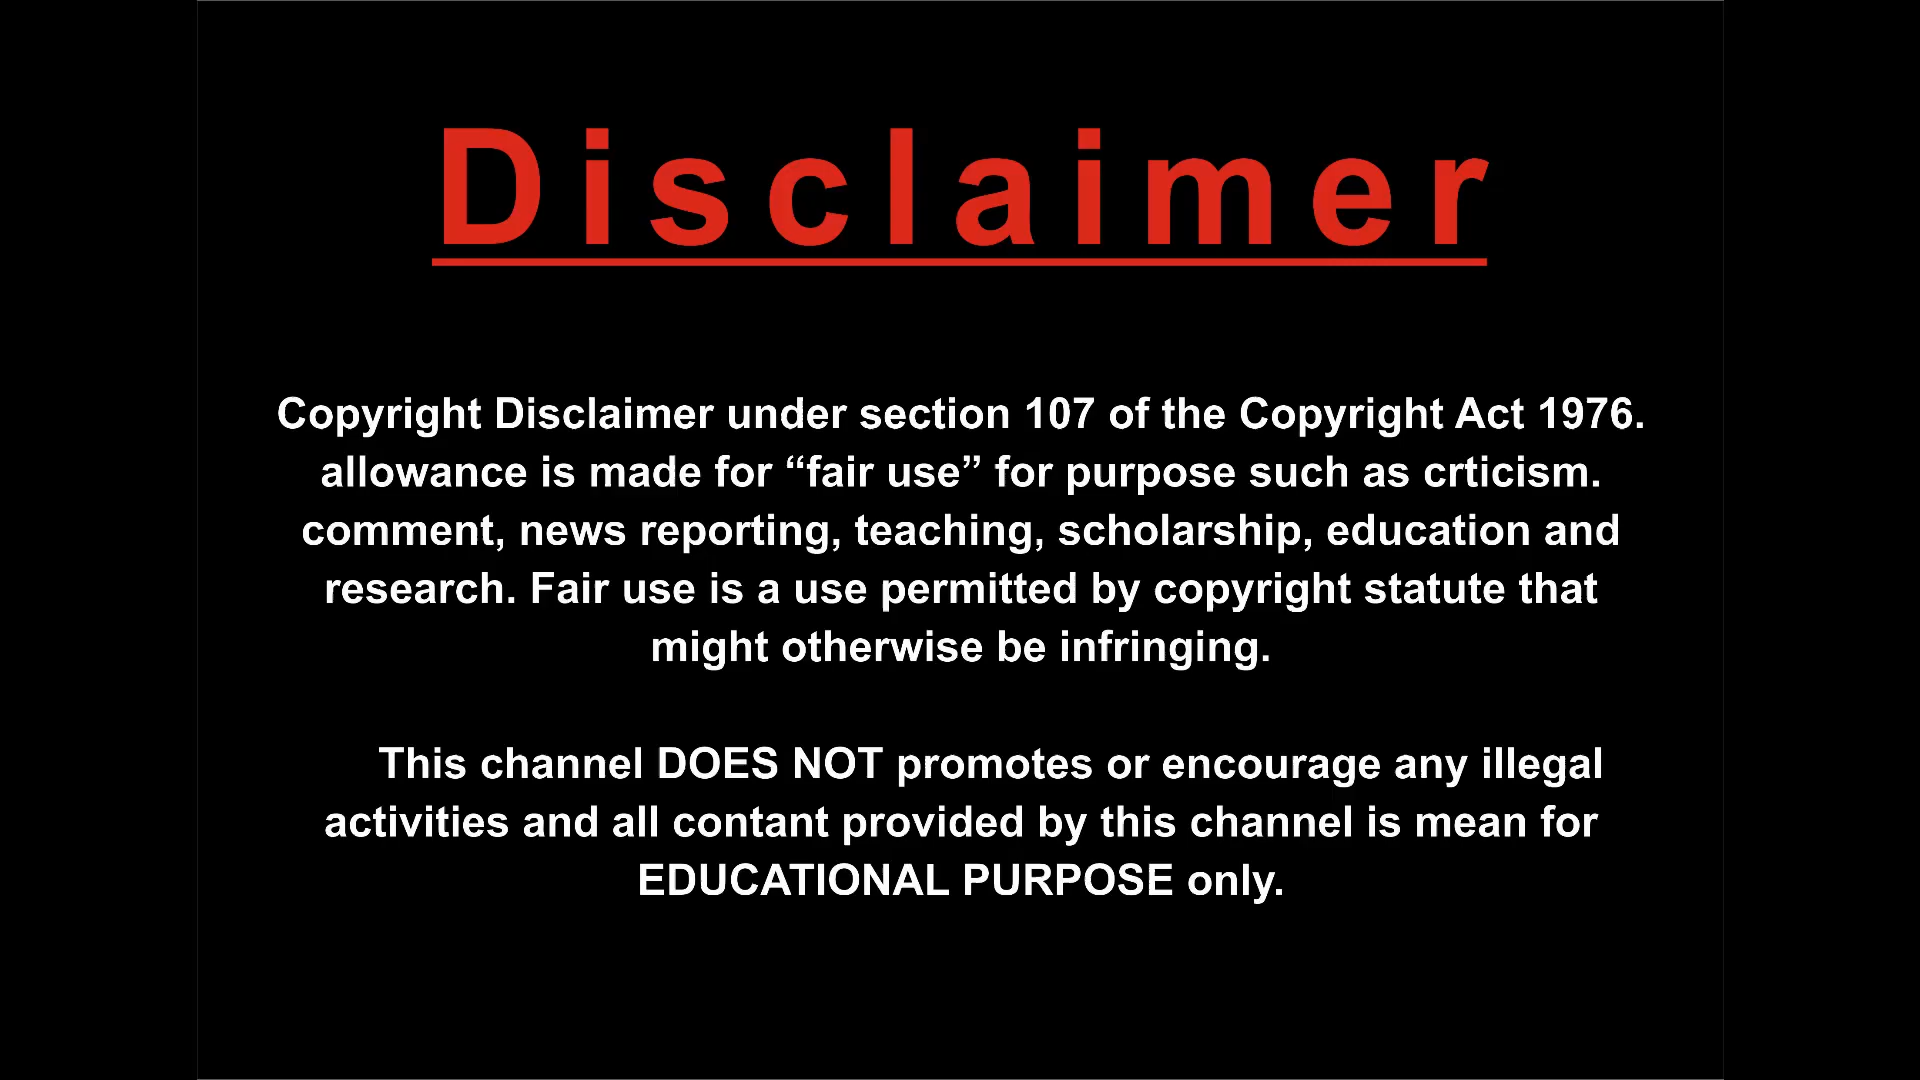 Disclaimer
Copyright Disclaimer under section 107 of the Copyright Act 1976.
allowance is made for “fair use” for purpose such as crticism.
comment, news reporting, teaching, scholarship, education and
research. Fair use is a use permitted by copyright statute that
might otherwise be infringing.
This channel DOES NOT promotes or encourage any illegal
activities and all contant provided by this channel is mean for
EDUCATIONAL PURPOSE only.